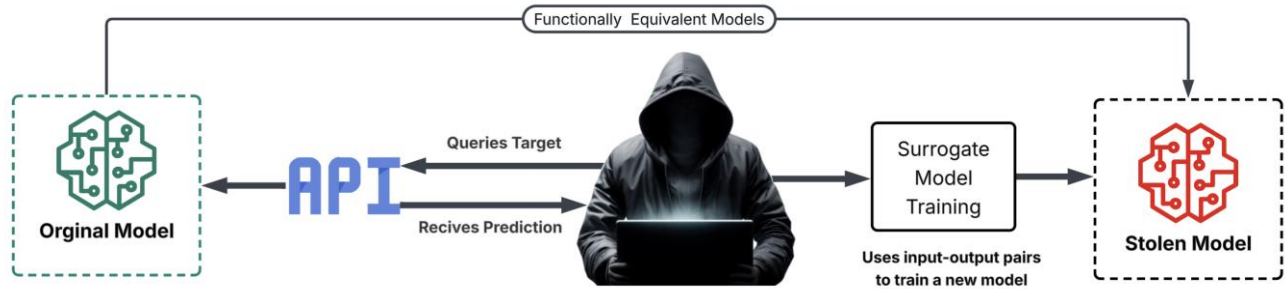 Functionally Equivalent Models
Orginal Model
API
Queries Target
Recives Prediction
Surrogate
Model
Training
Uses input-output pairs
to train a new model
Stolen Model